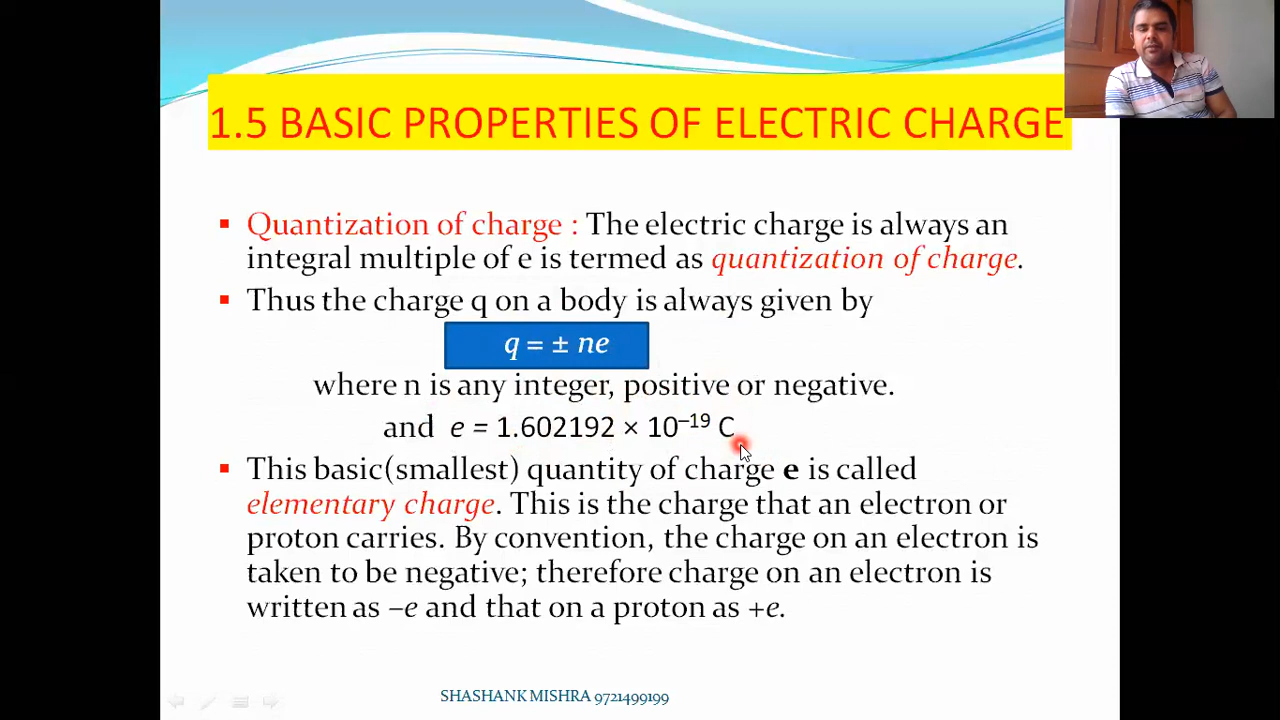 1.5 BASIC PROPERTIES OF ELECTRIC CHARGE
▪ Quantization of charge : The electric charge is always an
integral multiple of e is termed as quantization of charge.
▪ Thus the charge q on a body is always given by
q = ± ne
where n is any integer, positive or negative.
and e = 1.602192 × 10⁻¹⁹ C
▪ This basic(smallest) quantity of charge e is called
elementary charge. This is the charge that an electron or
proton carries. By convention, the charge on an electron is
taken to be negative; therefore charge on an electron is
written as –e and that on a proton as +e.
SHASHANK MISHRA 9721499199